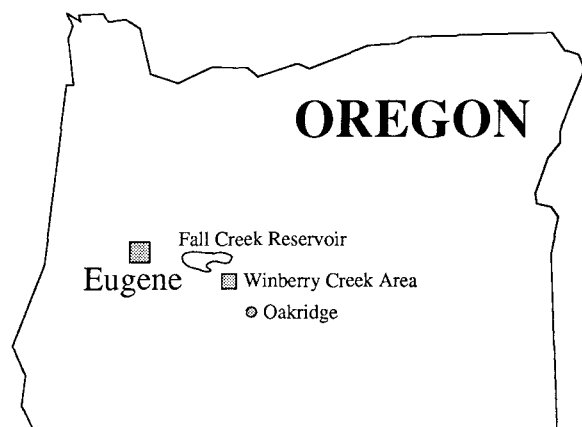 OREGON
Fall Creek Reservoir
Eugene
Winberry Creek Area
Oakridge